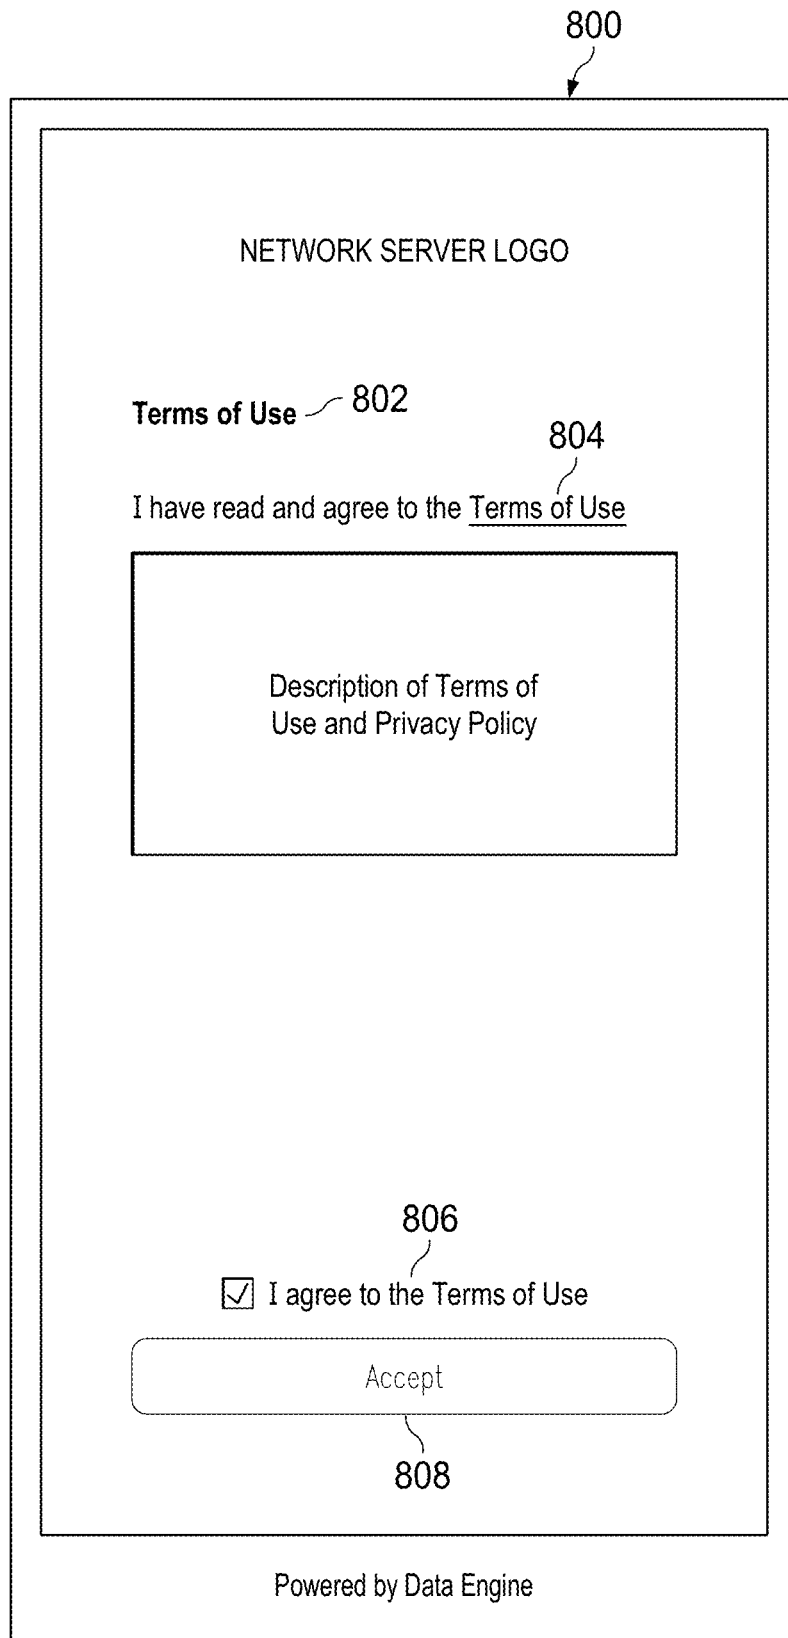 800
NETWORK SERVER LOGO
Terms of Use 802
804
I have read and agree to the Terms of Use
Description of Terms of
Use and Privacy Policy
806
I agree to the Terms of Use
Accept
808
Powered by Data Engine